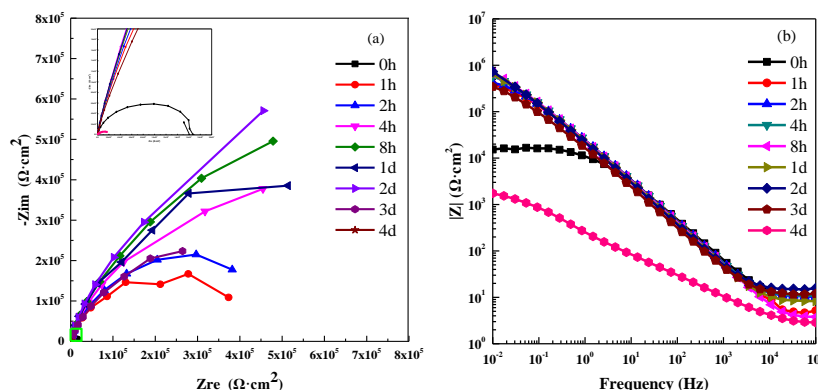 (a)
-Zim (Ω·cm²)
-8x10⁵
7x10⁵
6x10⁵
5x10⁵
4x10⁵
3x10⁵
2x10⁵
1x10⁵
0
0h
1h
2h
4h
8h
1d
2d
3d
4d
0 1x10⁵ 2x10⁵ 3x10⁵ 4x10⁵ 5x10⁵ 6x10⁵ 7x10⁵ 8x10⁵
Zre (Ω·cm²)
(b)
|Z| (Ω·cm²)
10⁷
10⁶
10⁵
10⁴
10³
10²
10¹
10⁰
0h
1h
2h
4h
8h
1d
2d
3d
4d
10⁻² 10⁻¹ 10⁰ 10¹ 10² 10³ 10⁴ 10⁵
Frequency (Hz)